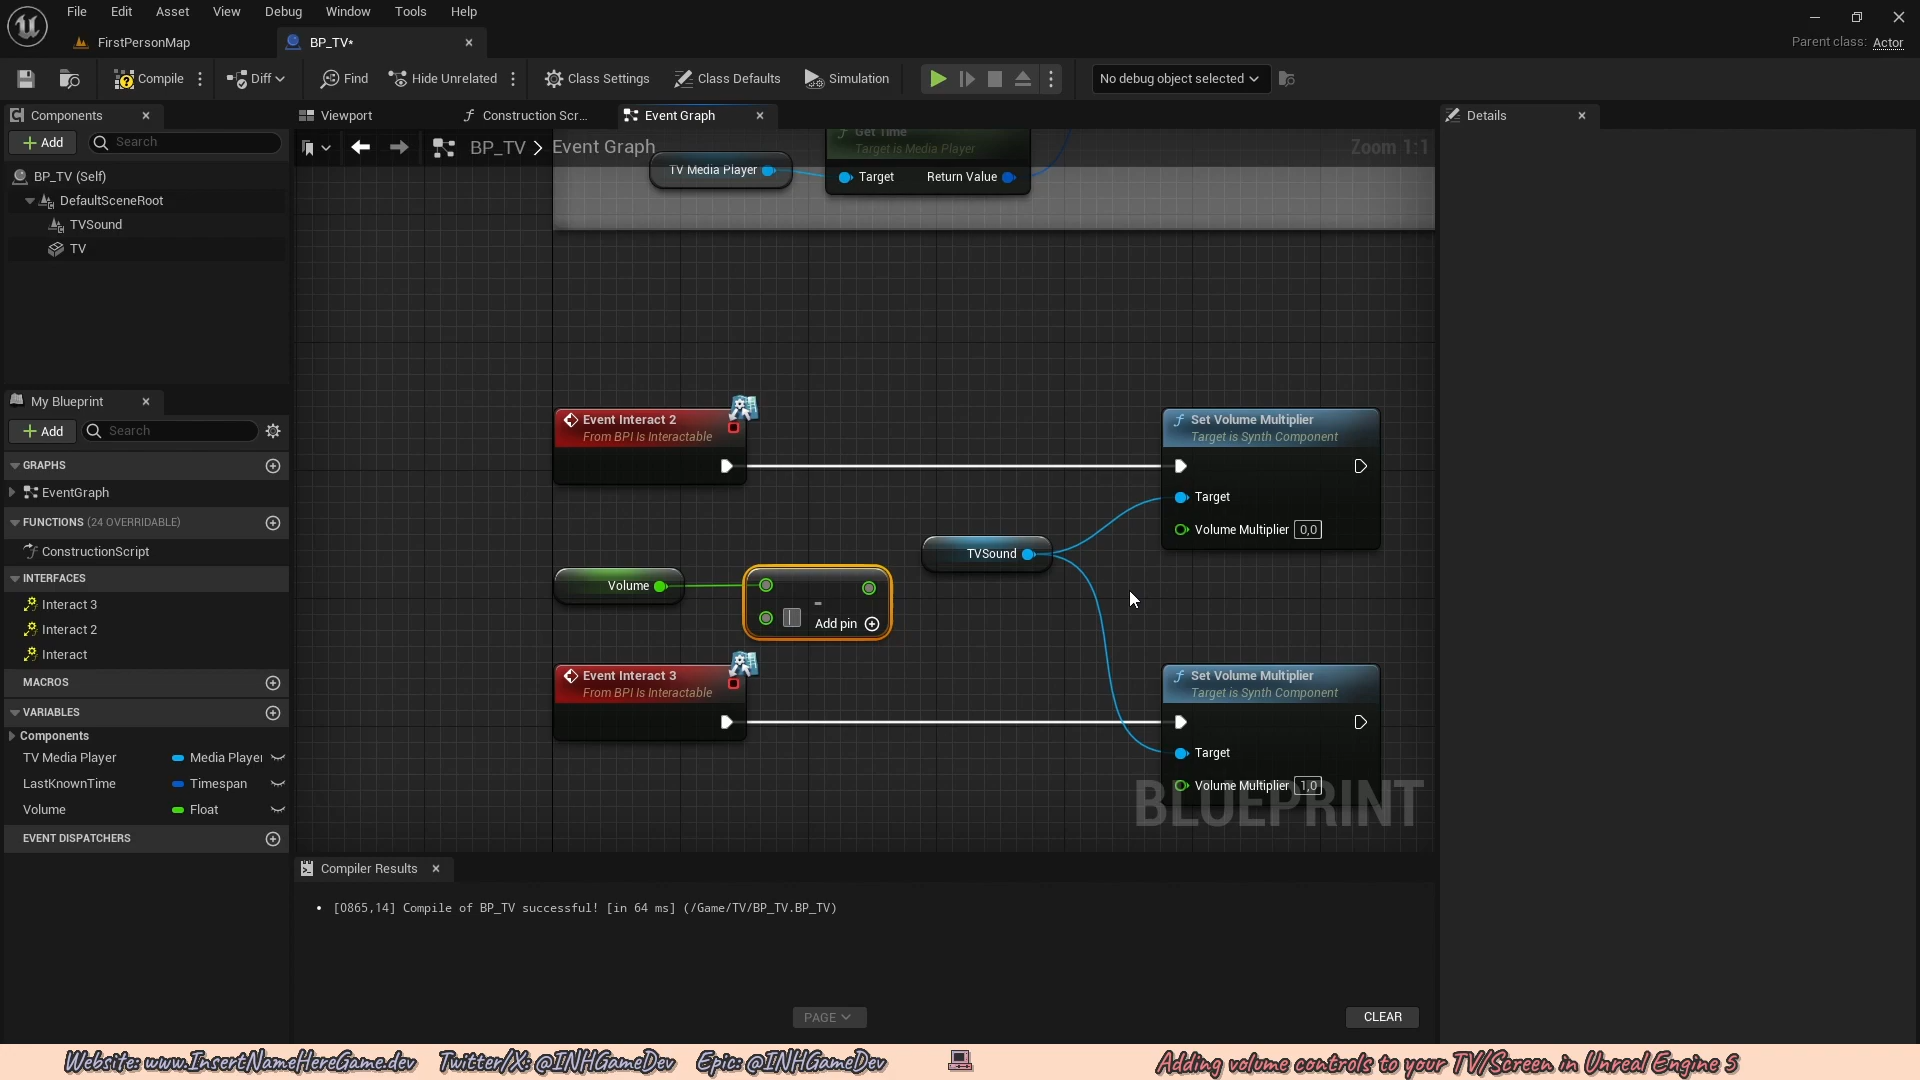 File Edit Asset View Debug Window Tools Help
FirstPersonMap
BP_TV*
Parent class: Actor
Compile
Diff
Find
Hide Unrelated
Class Settings
Class Defaults
Simulation
No debug object selected
Components
Add
Search
BP_TV (Self)
DefaultSceneRoot
TVSound
TV
My Blueprint
Add
Search
GRAPHS
EventGraph
FUNCTIONS (24 OVERRIDABLE)
ConstructionScript
INTERFACES
Interact 3
Interact 2
Interact
MACROS
VARIABLES
Components
TV Media Player Media Player
LastKnownTime Timespan
Volume Float
EVENT DISPATCHERS
Viewport
Construction Scr...
Event Graph
BP_TV > Event Graph
Zoom 1:1
Get Time
Target is Media Player
TV Media Player
Target Return Value
Event Interact 2
From BPI Is Interactable
Set Volume Multiplier
Target is Synth Component
Target
Volume Multiplier 0,0
TVSound
Volume
-
Add pin
Event Interact 3
From BPI Is Interactable
Set Volume Multiplier
Target is Synth Component
Target
Volume Multiplier 1,0
BLUEPRINT
Compiler Results
[0865,14] Compile of BP_TV successful! [in 64 ms] (/Game/TV/BP_TV.BP_TV)
PAGE
CLEAR
Details
Website: www.InsertNameHereGame.dev Twitter/X: @INHGameDev Epic: @INHGameDev
Adding volume controls to your TV/Screen in Unreal Engine 5